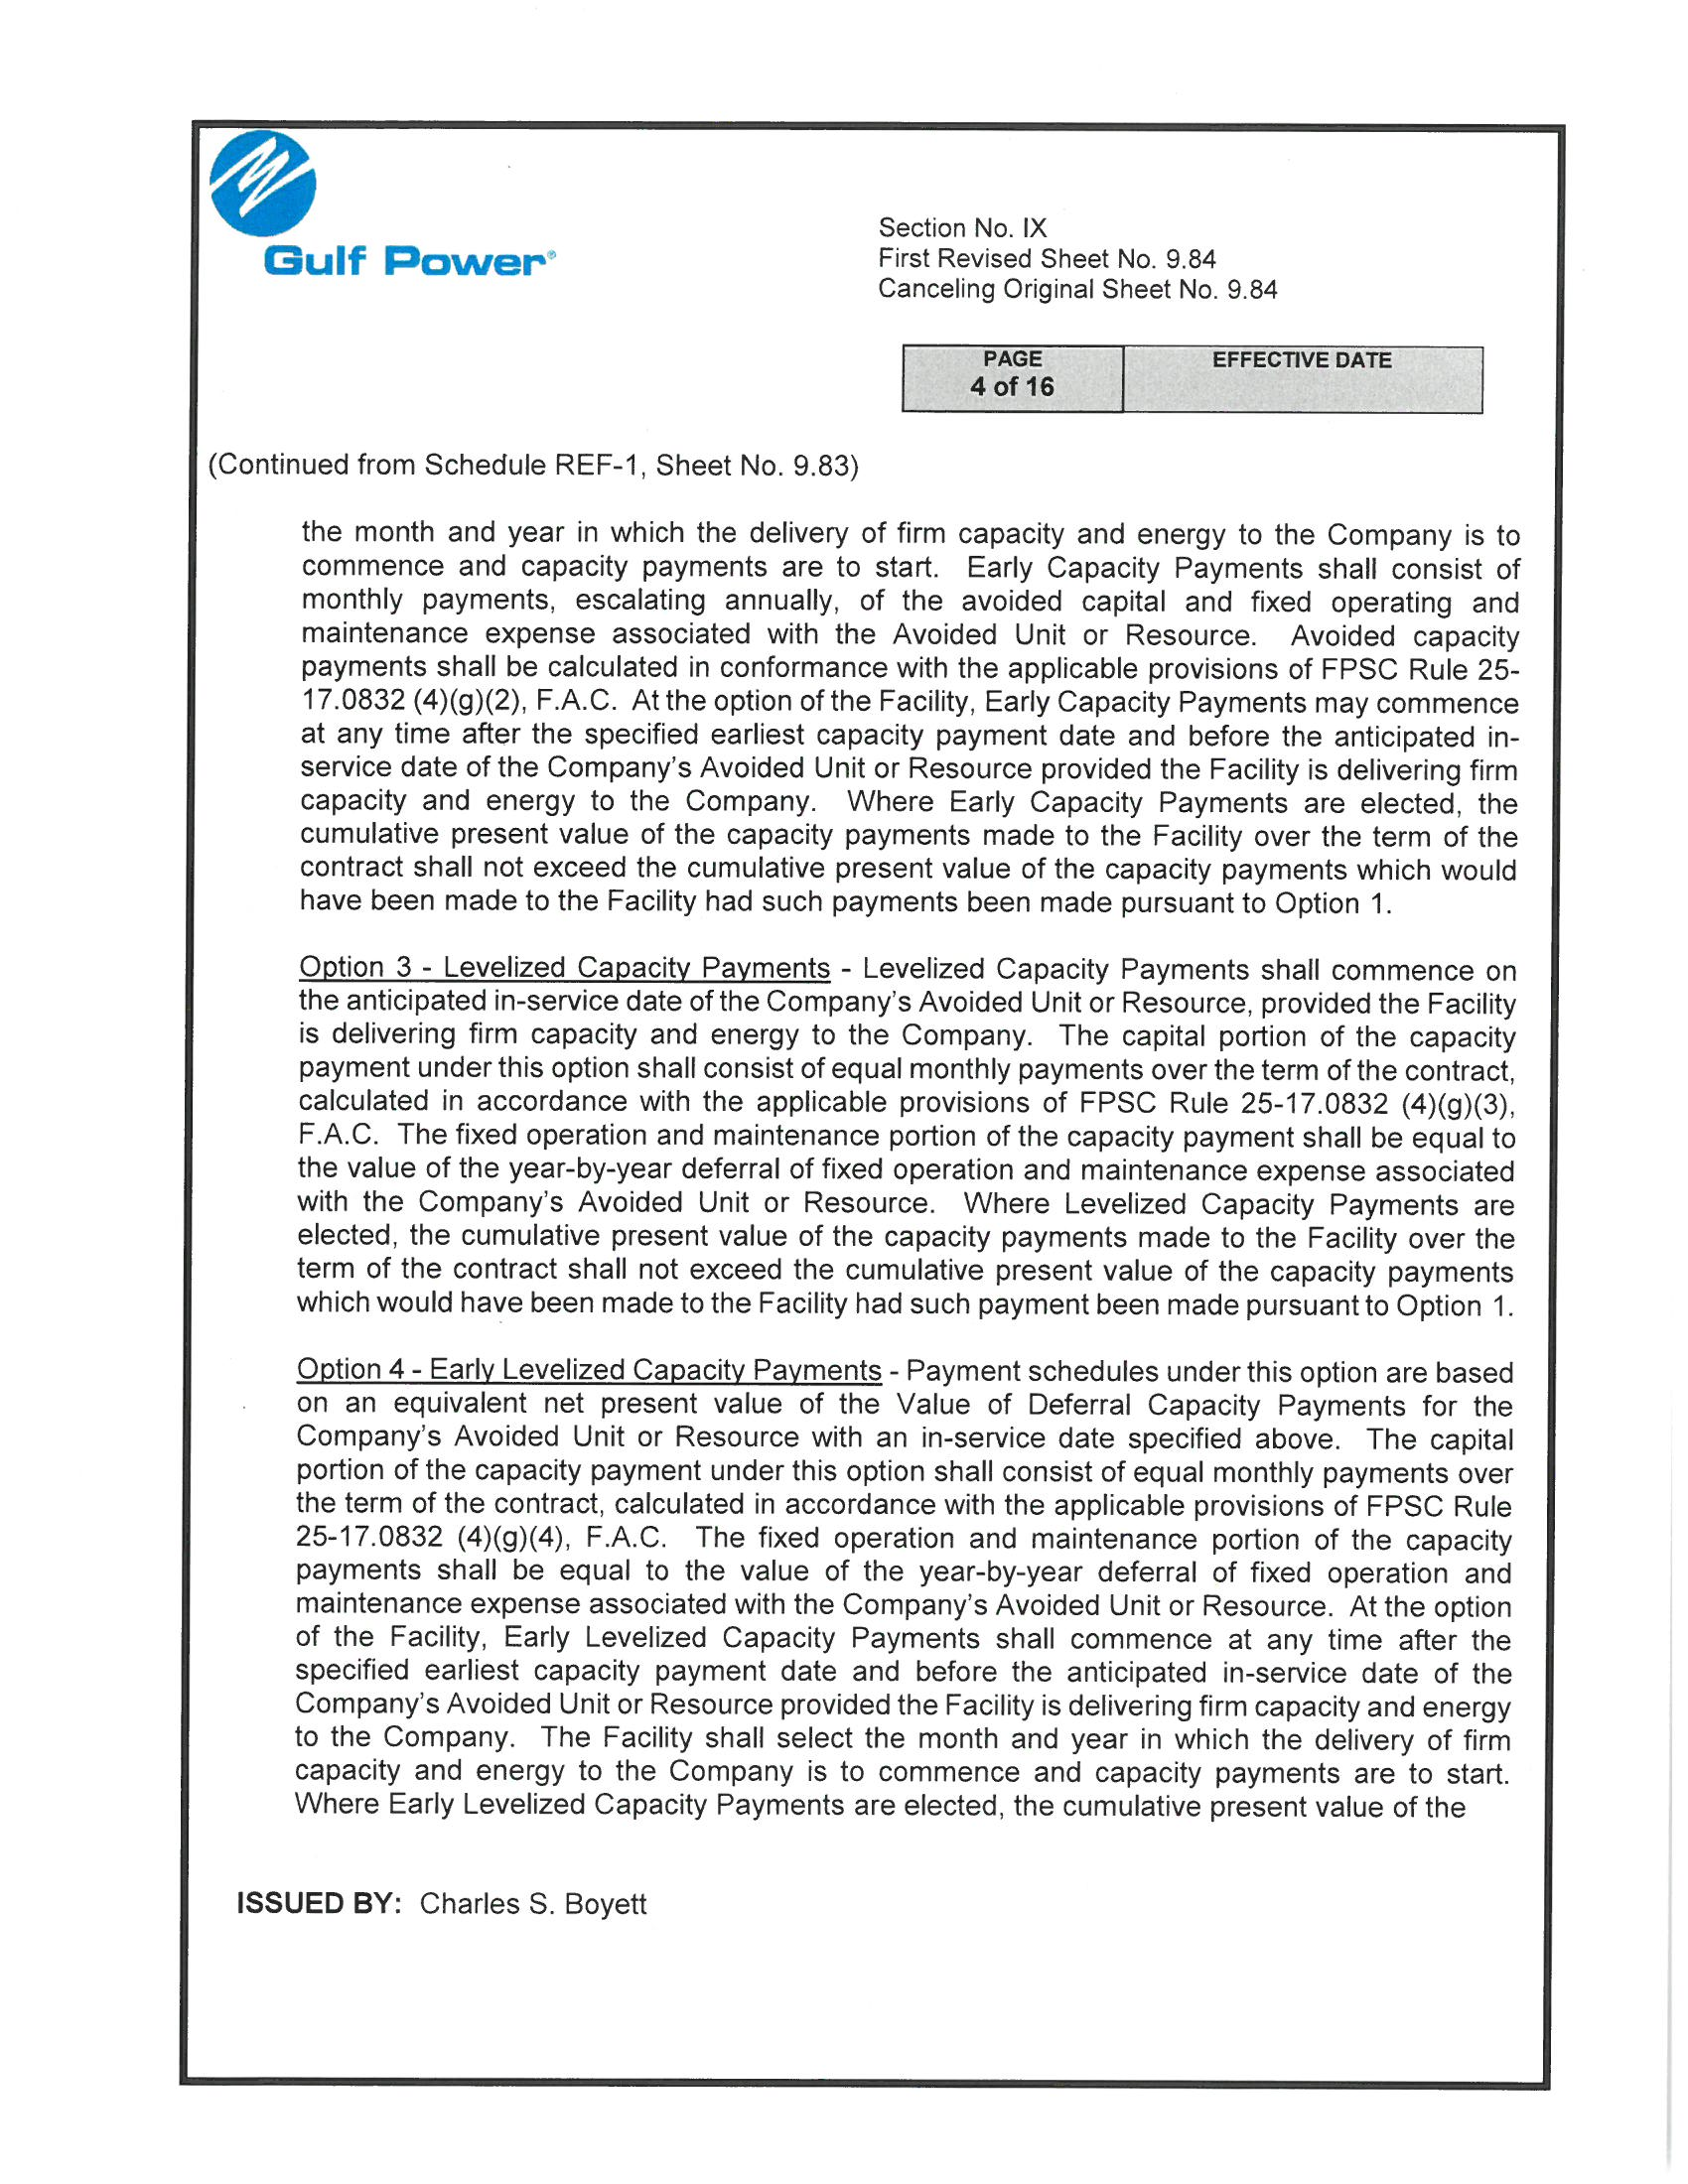 Gulf Power®
Section No. IX
First Revised Sheet No. 9.84
Canceling Original Sheet No. 9.84
PAGE
4 of 16
EFFECTIVE DATE
(Continued from Schedule REF-1, Sheet No. 9.83)
the month and year in which the delivery of firm capacity and energy to the Company is to
commence and capacity payments are to start. Early Capacity Payments shall consist of
monthly payments, escalating annually, of the avoided capital and fixed operating and
maintenance expense associated with the Avoided Unit or Resource. Avoided capacity
payments shall be calculated in conformance with the applicable provisions of FPSC Rule 25-
17.0832 (4)(g)(2), F.A.C. At the option of the Facility, Early Capacity Payments may commence
at any time after the specified earliest capacity payment date and before the anticipated in-
service date of the Company's Avoided Unit or Resource provided the Facility is delivering firm
capacity and energy to the Company. Where Early Capacity Payments are elected, the
cumulative present value of the capacity payments made to the Facility over the term of the
contract shall not exceed the cumulative present value of the capacity payments which would
have been made to the Facility had such payments been made pursuant to Option 1.
Option 3 - Levelized Capacity Payments - Levelized Capacity Payments shall commence on
the anticipated in-service date of the Company's Avoided Unit or Resource, provided the Facility
is delivering firm capacity and energy to the Company. The capital portion of the capacity
payment under this option shall consist of equal monthly payments over the term of the contract,
calculated in accordance with the applicable provisions of FPSC Rule 25-17.0832 (4)(g)(3),
F.A.C. The fixed operation and maintenance portion of the capacity payment shall be equal to
the value of the year-by-year deferral of fixed operation and maintenance expense associated
with the Company's Avoided Unit or Resource. Where Levelized Capacity Payments are
elected, the cumulative present value of the capacity payments made to the Facility over the
term of the contract shall not exceed the cumulative present value of the capacity payments
which would have been made to the Facility had such payment been made pursuant to Option 1.
Option 4 - Early Levelized Capacity Payments - Payment schedules under this option are based
on an equivalent net present value of the Value of Deferral Capacity Payments for the
Company's Avoided Unit or Resource with an in-service date specified above. The capital
portion of the capacity payment under this option shall consist of equal monthly payments over
the term of the contract, calculated in accordance with the applicable provisions of FPSC Rule
25-17.0832 (4)(g)(4), F.A.C. The fixed operation and maintenance portion of the capacity
payments shall be equal to the value of the year-by-year deferral of fixed operation and
maintenance expense associated with the Company's Avoided Unit or Resource. At the option
of the Facility, Early Levelized Capacity Payments shall commence at any time after the
specified earliest capacity payment date and before the anticipated in-service date of the
Company's Avoided Unit or Resource provided the Facility is delivering firm capacity and energy
to the Company. The Facility shall select the month and year in which the delivery of firm
capacity and energy to the Company is to commence and capacity payments are to start.
Where Early Levelized Capacity Payments are elected, the cumulative present value of the
ISSUED BY: Charles S. Boyett